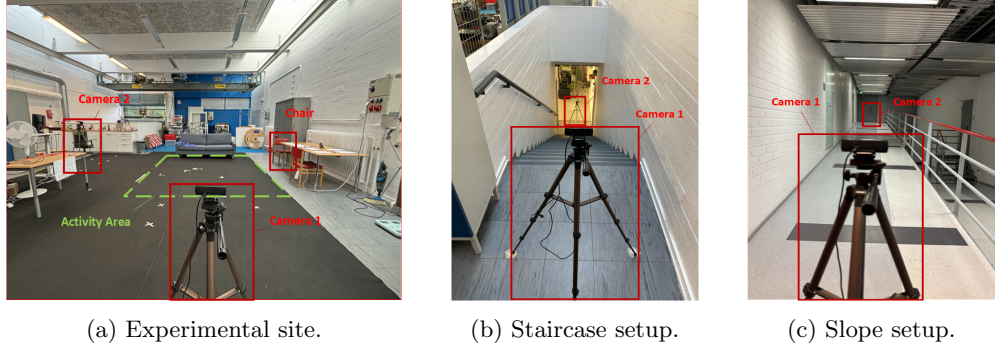 Camera 2
Chair
Activity Area
Camera 1
Camera 2
Camera 1
Camera 1
Camera 2
(a) Experimental site.
(b) Staircase setup.
(c) Slope setup.